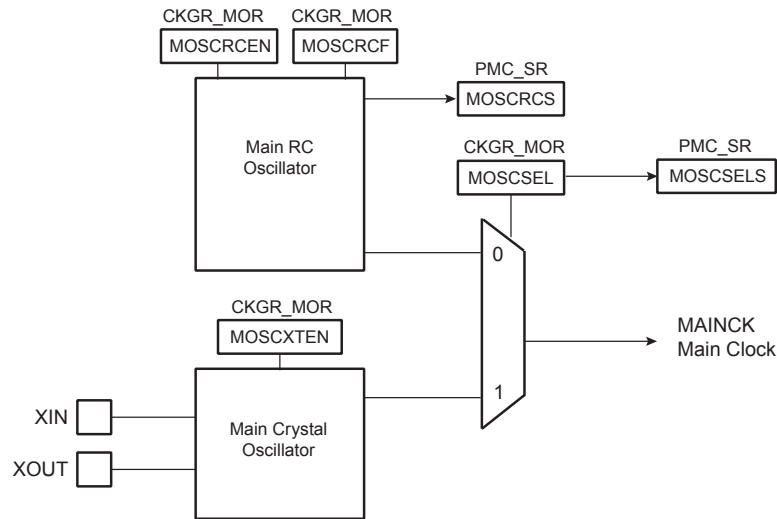 CKGR_MOR
CKGR_MOR
MOSCRCEN
MOSCRCF
PMC_SR
MOSCRCS
Main RC
Oscillator
CKGR_MOR
PMC_SR
MOSCSEL
MOSCSELS
0
CKGR_MOR
MOSCXTEN
MAINCK
Main Clock
1
XIN
Main Crystal
Oscillator
XOUT